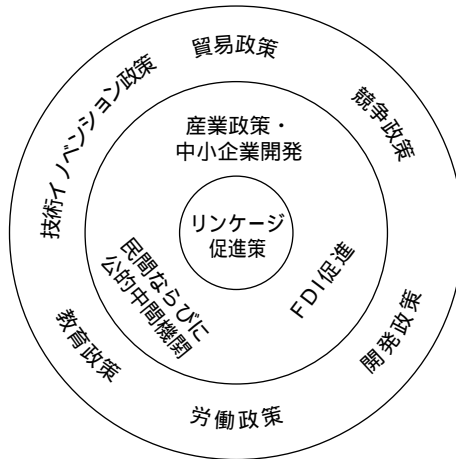 貿易政策
競争政策
開発政策
労働政策
教育政策
技術イノベンション政策
産業政策・
中小企業開発
FDI促進
民間ならびに
公的中間機関
リンケージ
促進策